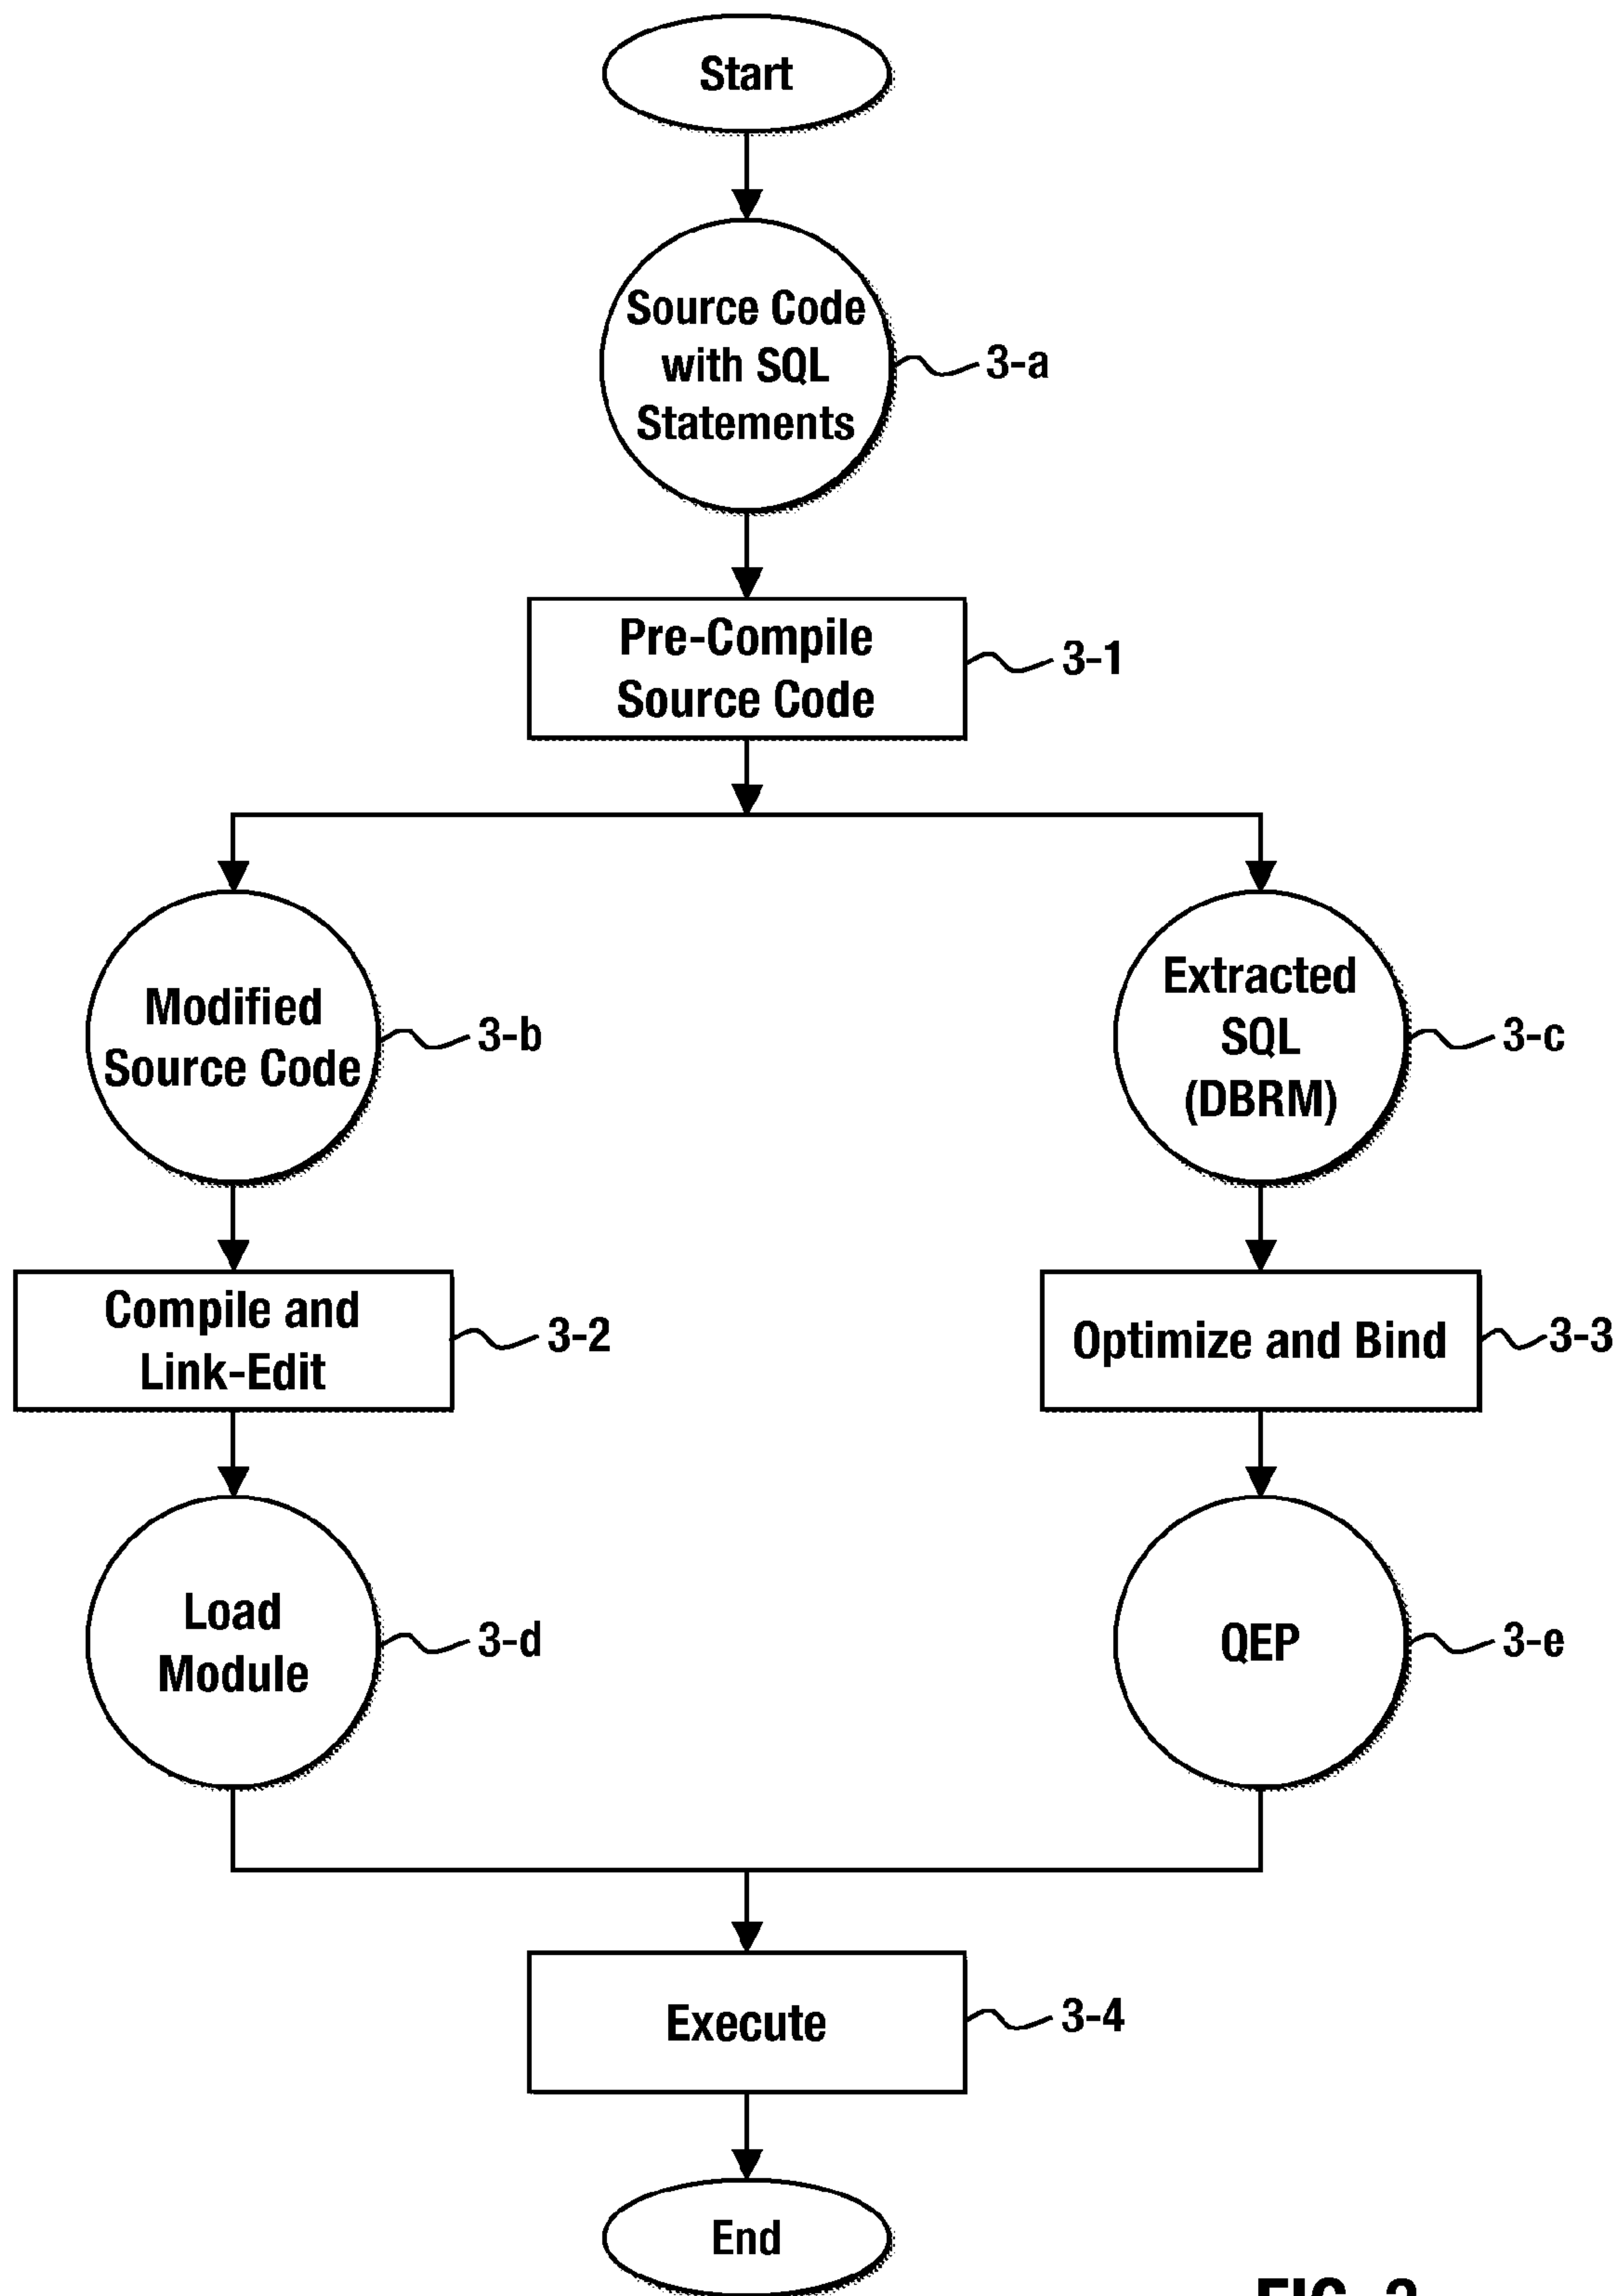 Start
Source Code
with SQL
Statements
3-a
Pre-Compile
Source Code
3-1
Modified
Source Code
3-b
Extracted
SQL
(DBRM)
3-c
Compile and
Link-Edit
3-2
Optimize and Bind
3-3
Load
Module
3-d
QEP
3-e
Execute
3-4
End